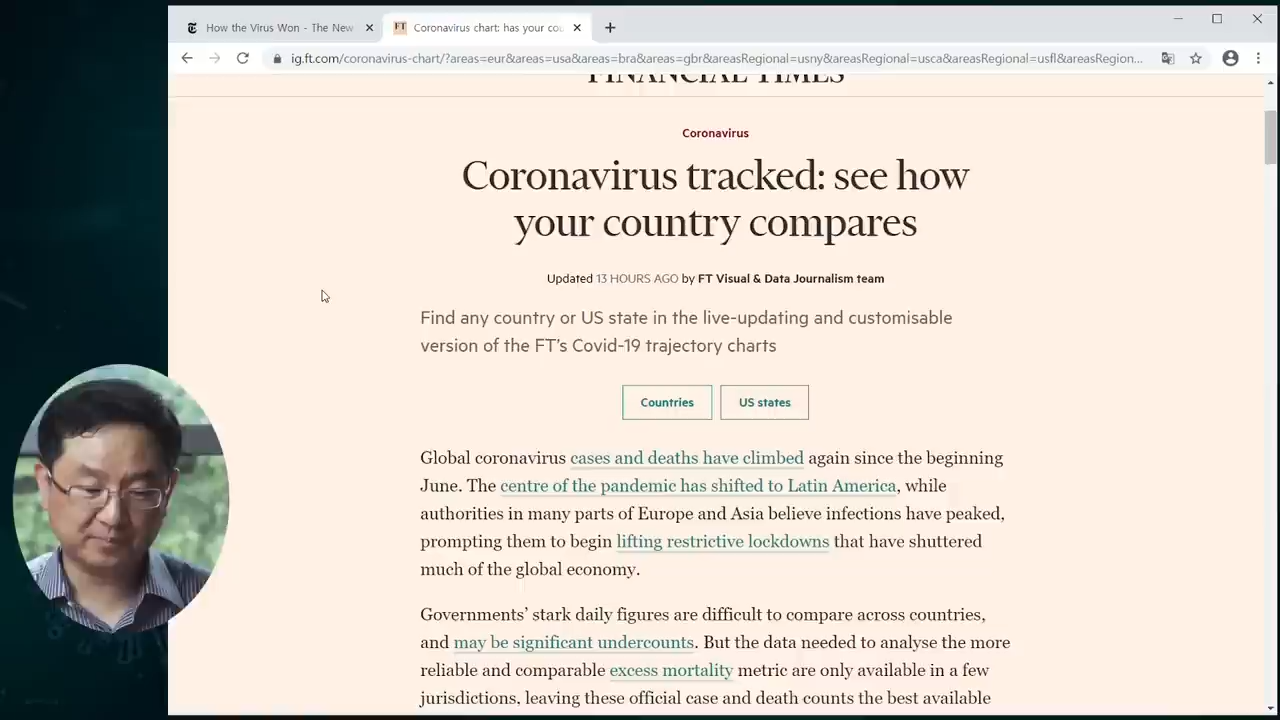 How the Virus Won - The New
FT
Coronavirus chart: has your cou
ig.ft.com/coronavirus-chart/?areas=eur&areas=usa&areas=bra&areas=gbr&areasRegional=usny&areasRegional=usca&areasRegional=usfl&areasRegion...
FINANCIAL TIMES
Coronavirus
Coronavirus tracked: see how
your country compares
Updated 13 HOURS AGO by FT Visual & Data Journalism team
Find any country or US state in the live-updating and customisable
version of the FT's Covid-19 trajectory charts
Countries
US states
Global coronavirus cases and deaths have climbed again since the beginning
June. The centre of the pandemic has shifted to Latin America, while
authorities in many parts of Europe and Asia believe infections have peaked,
prompting them to begin lifting restrictive lockdowns that have shuttered
much of the global economy.
Governments' stark daily figures are difficult to compare across countries,
and may be significant undercounts. But the data needed to analyse the more
reliable and comparable excess mortality metric are only available in a few
jurisdictions, leaving these official case and death counts the best available